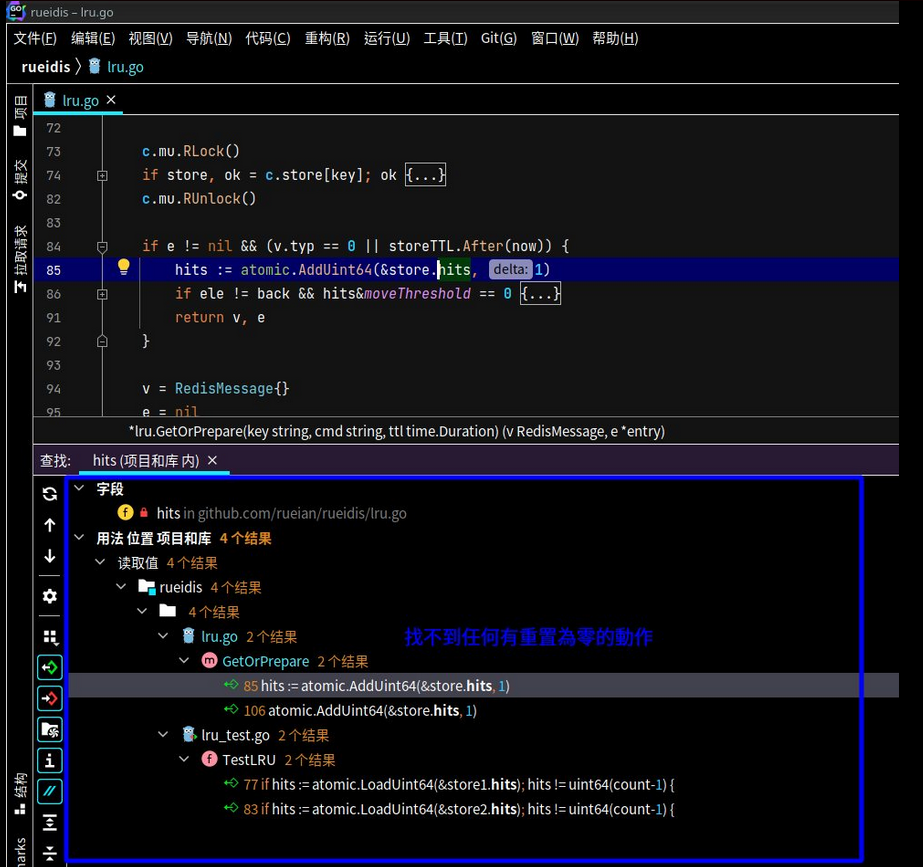 rueidis – lru.go
文件(F) 编辑(E) 视图(V) 导航(N) 代码(C) 重构(R) 运行(U) 工具(T) Git(G) 窗口(W) 帮助(H)
rueidis 〉 lru.go
项目
提交
拉取请求
lru.go ×
72
73 c.mu.RLock()
74 if store, ok = c.store[key]; ok {...}
82 c.mu.RUnlock()
83
84 if e != nil && (v.typ == 0 || storeTTL.After(now)) {
85 hits := atomic.AddUint64(&store.hits, delta: 1)
86 if ele != back && hits&moveThreshold == 0 {...}
91 return v, e
92 }
93
94 v = RedisMessage{}
95 e = nil
*lru.GetOrPrepare(key string, cmd string, ttl time.Duration) (v RedisMessage, e *entry)
查找: hits (项目和库 内) ×
字段
f hits in github.com/rueian/rueidis/lru.go
用法 位置 项目和库 4 个结果
读取值 4 个结果
rueidis 4 个结果
4 个结果
lru.go 2 个结果
找不到任何有重置為零的動作
m GetOrPrepare 2 个结果
85 hits := atomic.AddUint64(&store.hits, 1)
106 atomic.AddUint64(&store.hits, 1)
lru_test.go 2 个结果
f TestLRU 2 个结果
77 if hits := atomic.LoadUint64(&store1.hits); hits != uint64(count-1) {
83 if hits := atomic.LoadUint64(&store2.hits); hits != uint64(count-1) {
结构
marks